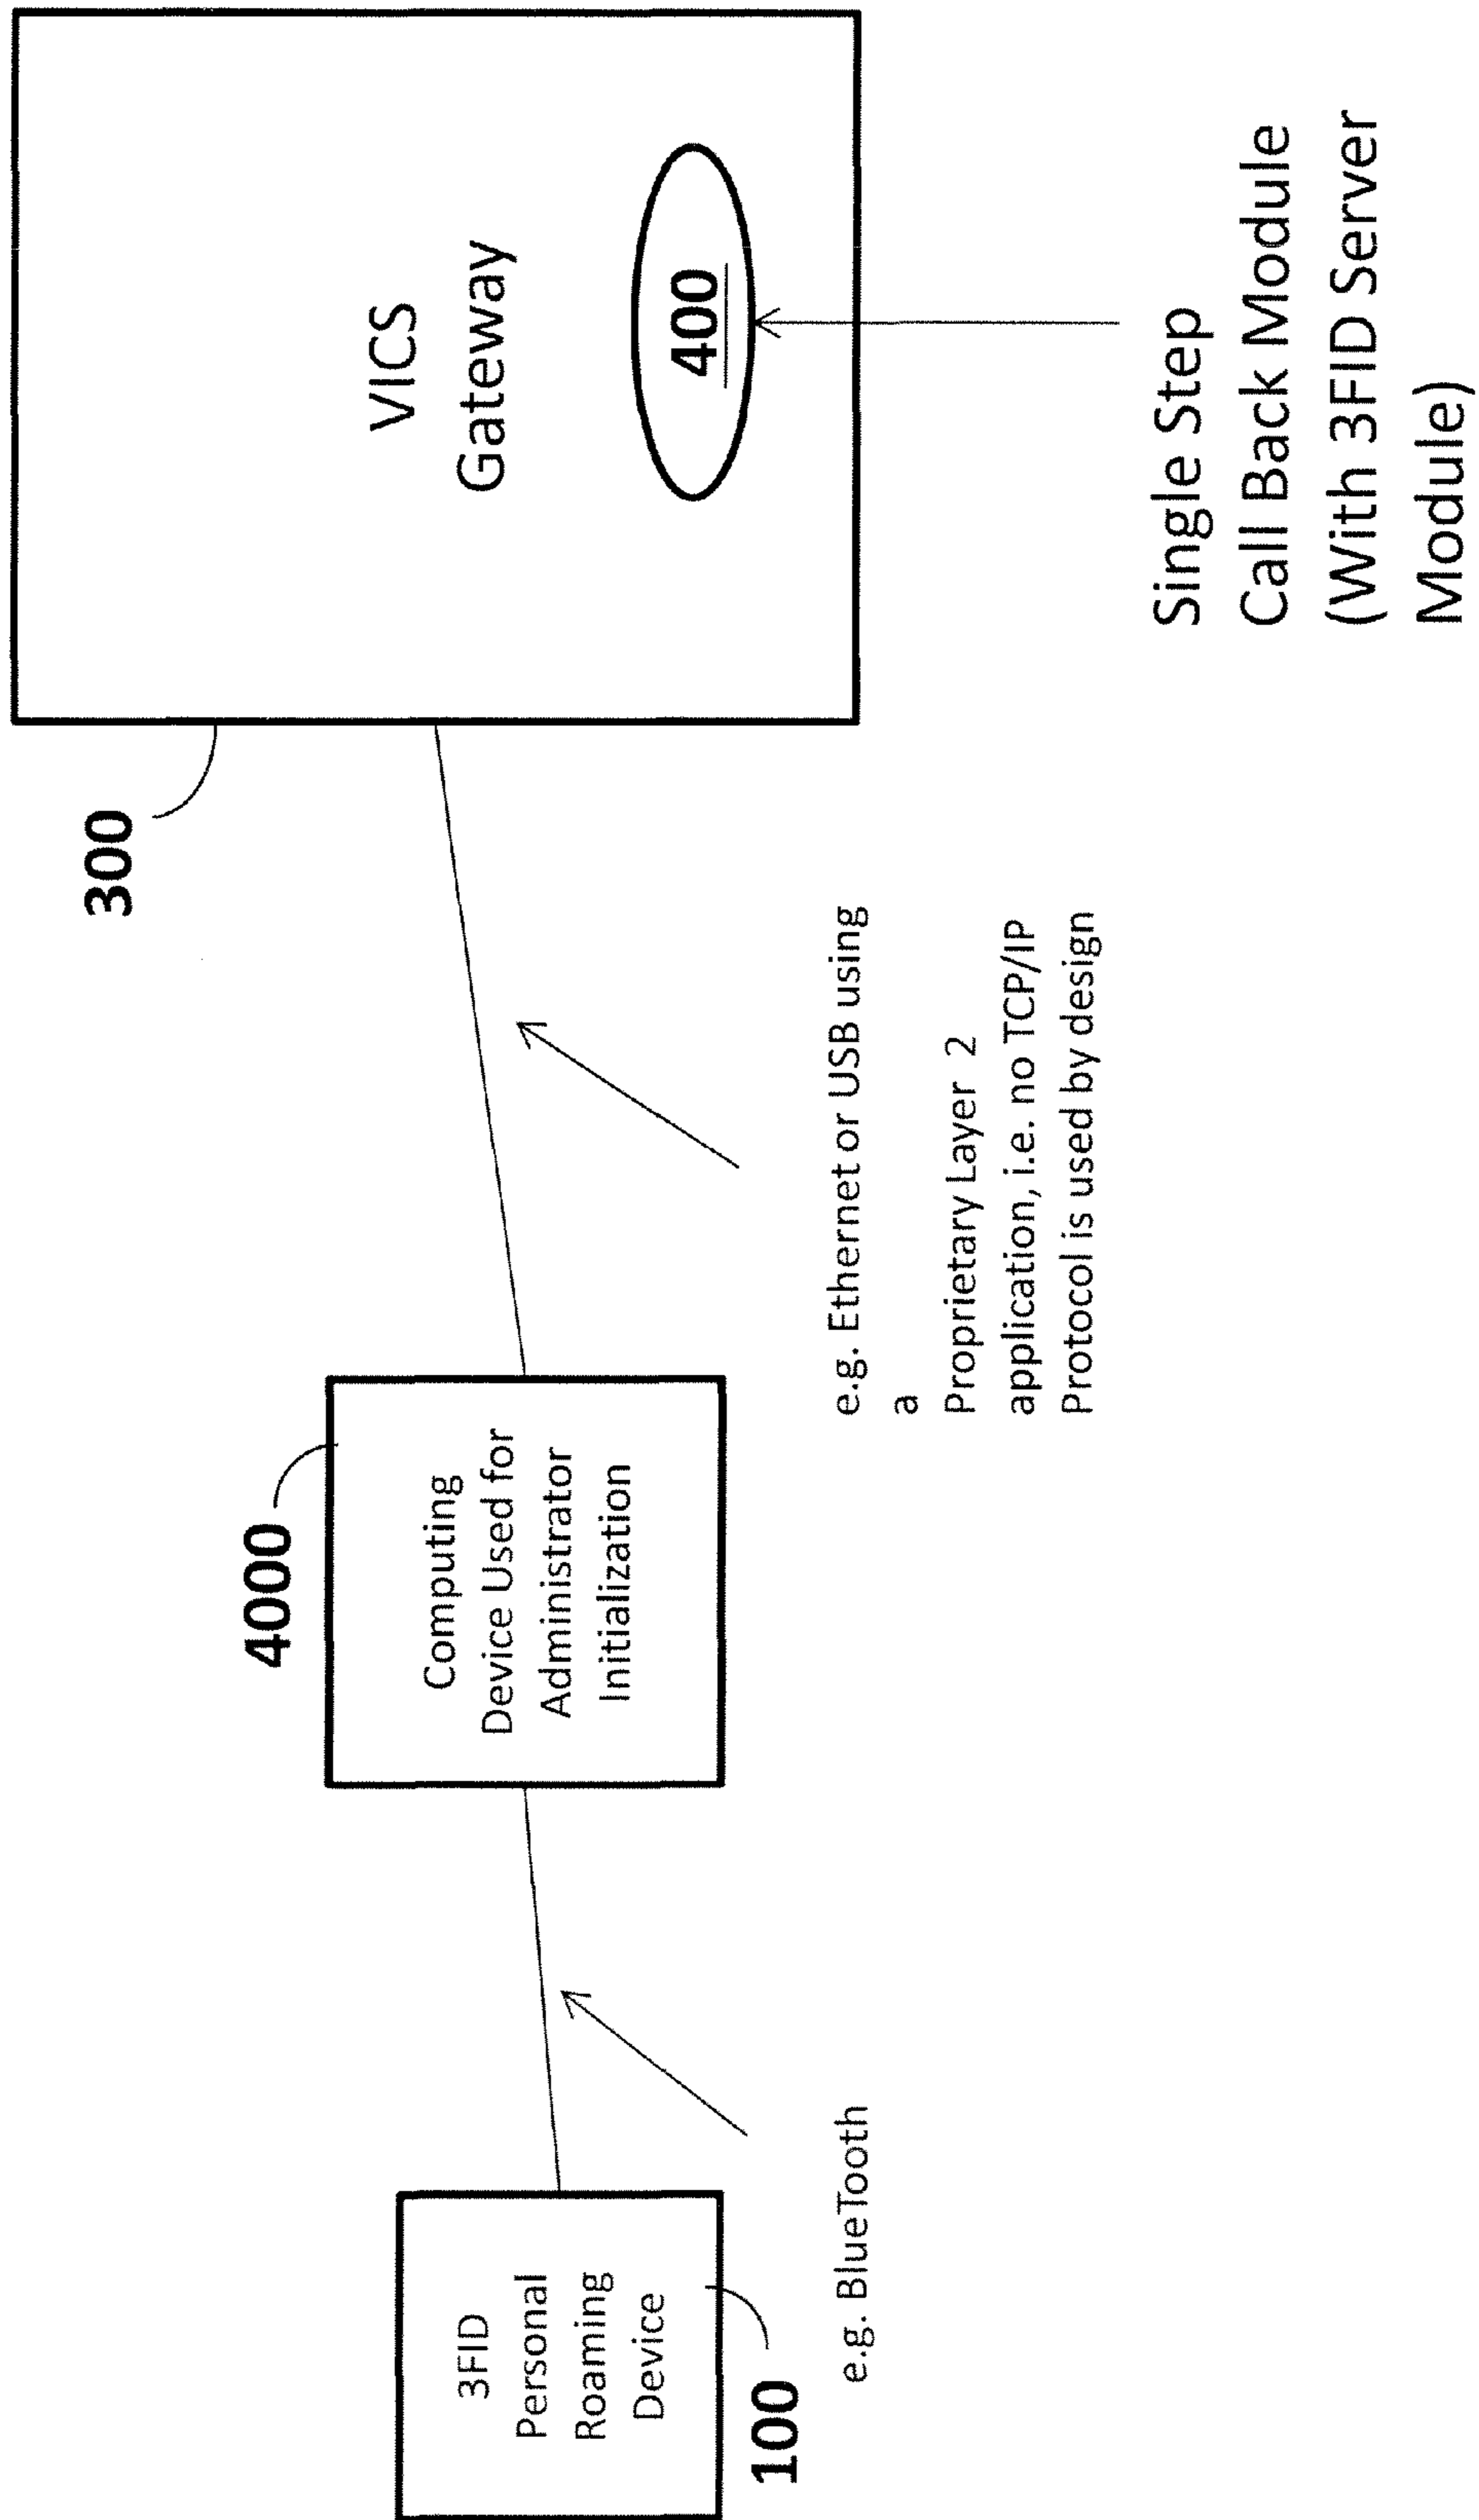 3FID
Personal
Roaming
Device
100
e.g. BlueTooth
4000
Computing
Device Used for
Administrator
Initialization
e.g. Ethernet or USB using
a
Proprietary Layer 2
application, i.e. no TCP/IP
Protocol is used by design
300
VICS
Gateway
400
Single Step
Call Back Module
(With 3FID Server
Module)